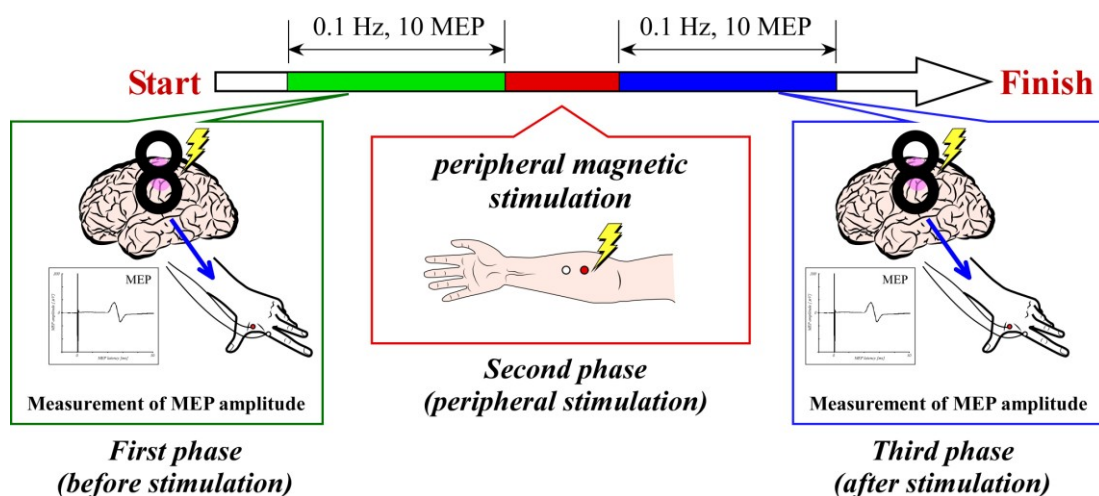 0.1 Hz, 10 MEP
0.1 Hz, 10 MEP
Start
Finish
peripheral magnetic
stimulation
MEP
Measurement of MEP amplitude
First phase
(before stimulation)
Second phase
(peripheral stimulation)
MEP
Measurement of MEP amplitude
Third phase
(after stimulation)